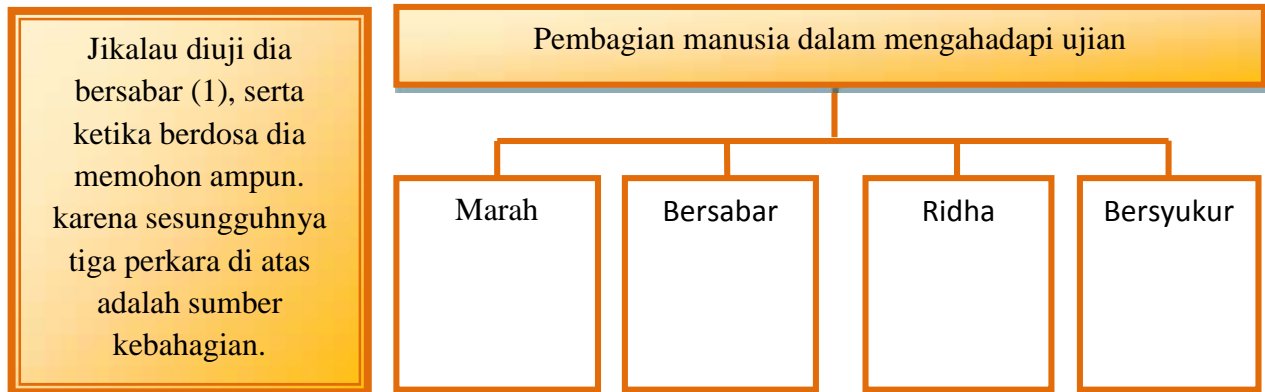 Jikalau diuji dia
bersabar (1), serta
ketika berdosa dia
memohon ampun.
karena sesungguhnya
tiga perkara di atas
adalah sumber
kebahagian.
Pembagian manusia dalam mengahadapi ujian
Marah
Bersabar
Ridha
Bersyukur